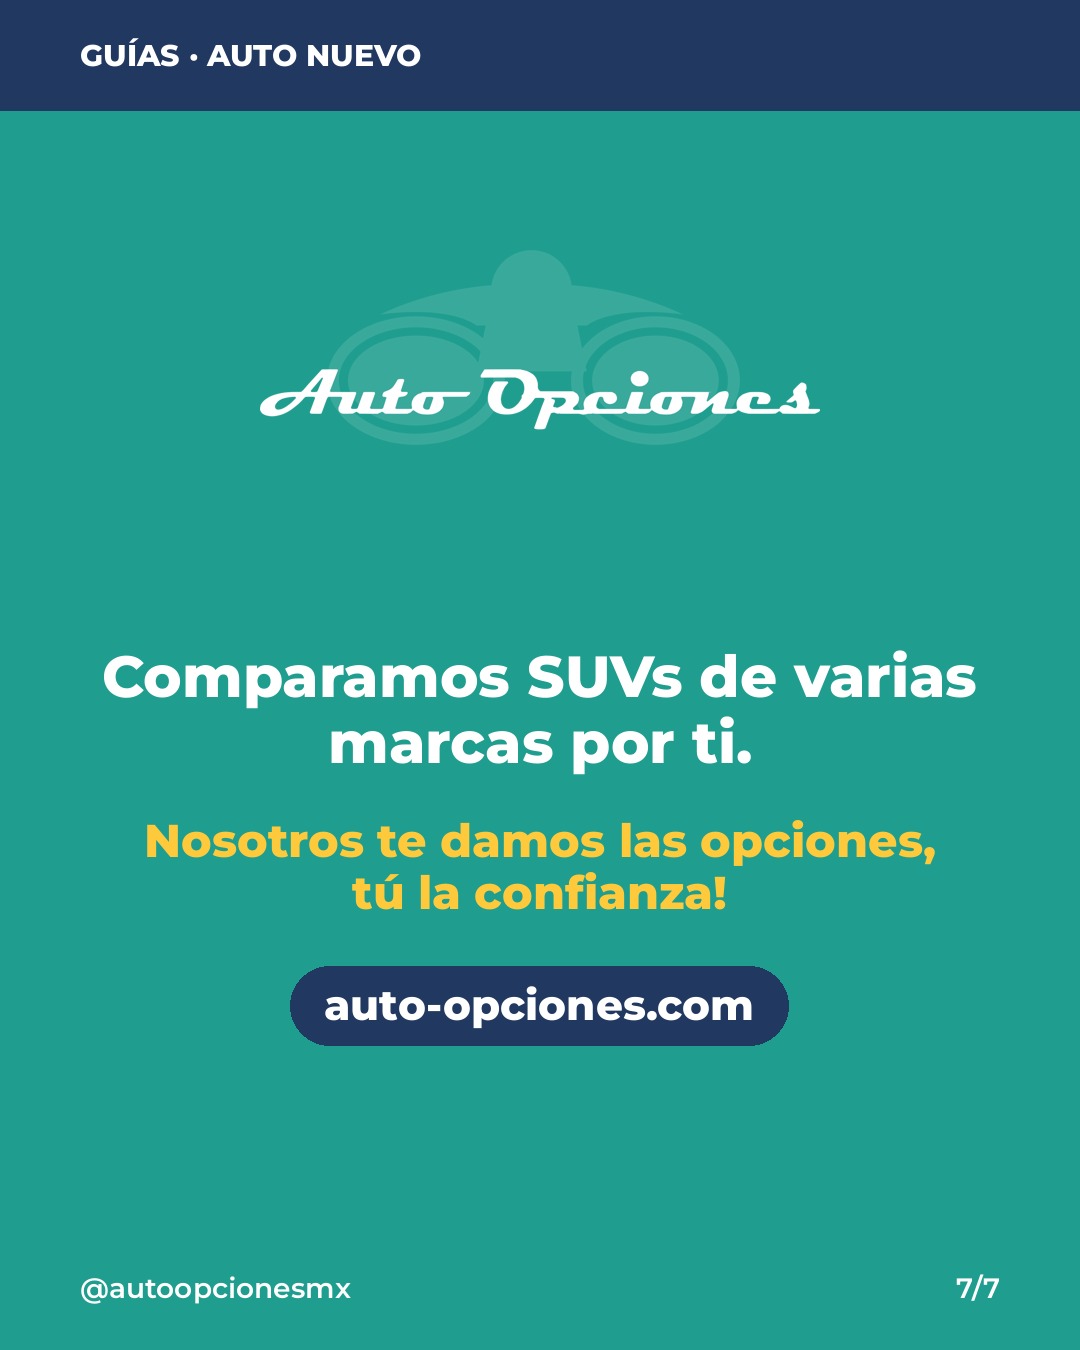 GUÍAS · AUTO NUEVO
Auto Opciones
Comparamos SUVs de varias
marcas por ti.
Nosotros te damos las opciones,
tú la confianza!
auto-opciones.com
@autoopcionesmx
7/7